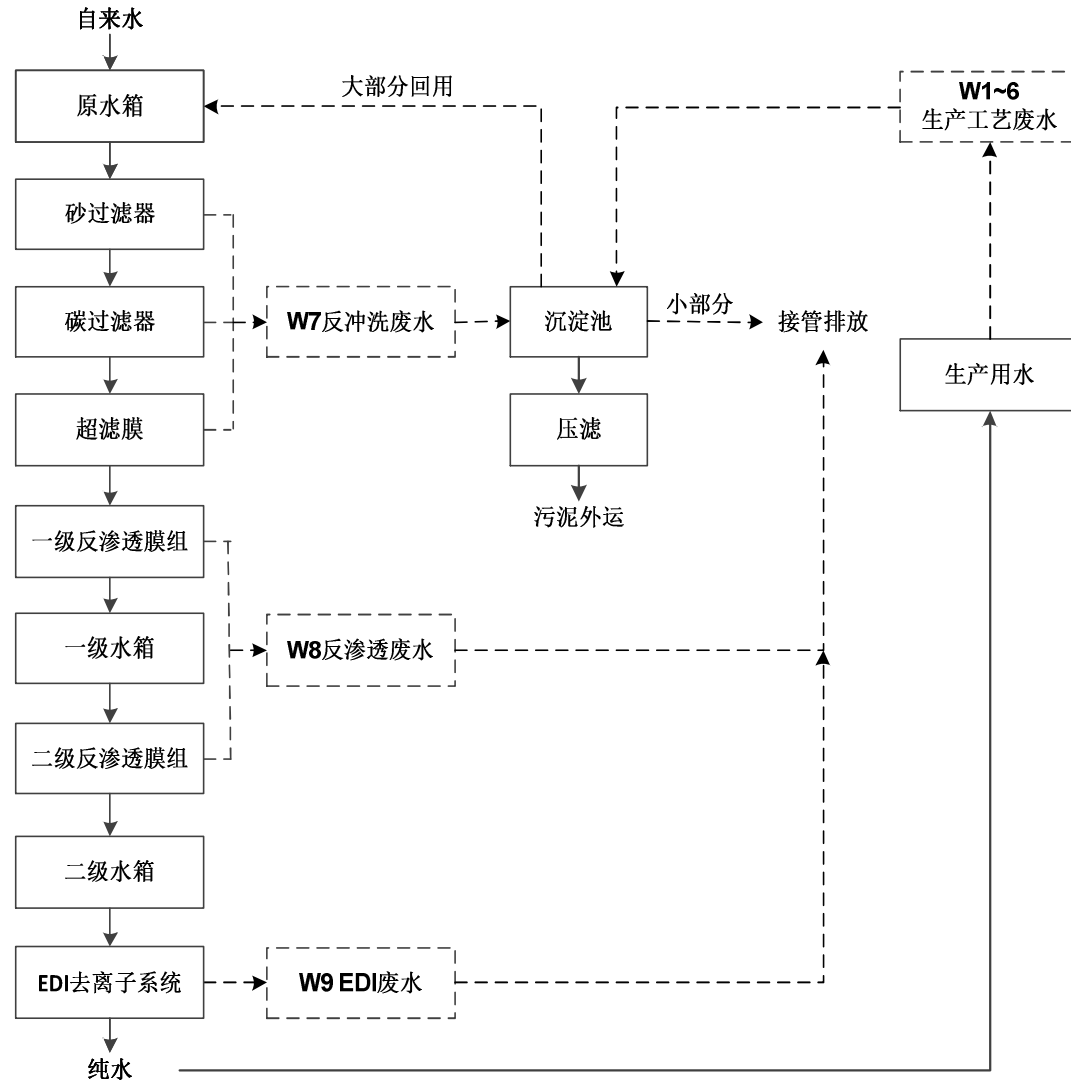 自来水
原水箱
大部分回用
W1~6
生产工艺废水
砂过滤器
碳过滤器
W7反冲洗废水
沉淀池
小部分
接管排放
生产用水
超滤膜
压滤
污泥外运
一级反渗透膜组
一级水箱
W8反渗透废水
二级反渗透膜组
二级水箱
EDI去离子系统
W9 EDI废水
纯水